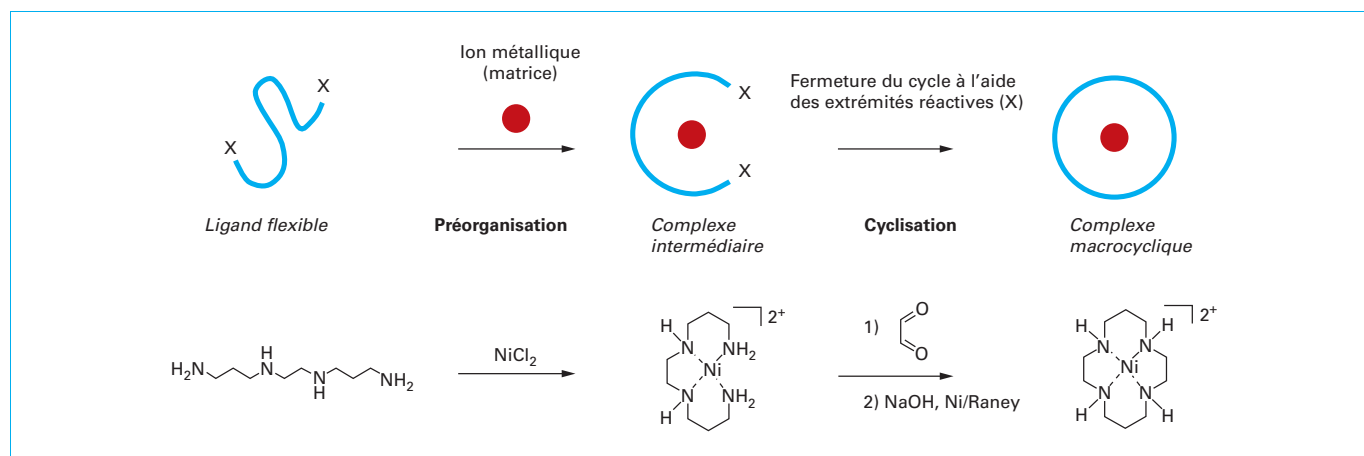 Ion métallique
(matrice)
Fermeture du cycle à l'aide
des extrémités réactives (X)
X
X
X
X
Ligand flexible
Préorganisation
Complexe
intermédiaire
Cyclisation
Complexe
macrocyclique
H2N
H
N
N
H
NH2
NiCl2
2+
H
N
NH2
Ni
N
NH2
H
1)
O
O
2) NaOH, Ni/Raney
2+
H
H
N
N
Ni
N
N
H
H